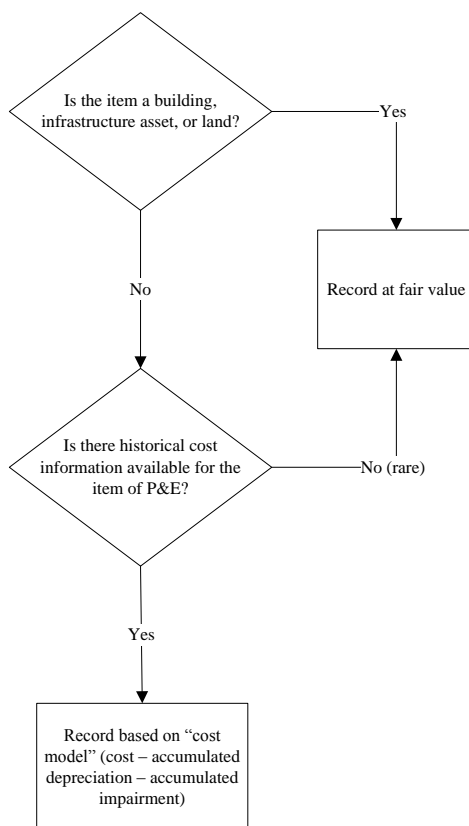 Is the item a building,
infrastructure asset, or land?
Yes
Record at fair value
No
Is there historical cost
information available for the
item of P&E?
No (rare)
Yes
Record based on “cost
model” (cost – accumulated
depreciation – accumulated
impairment)